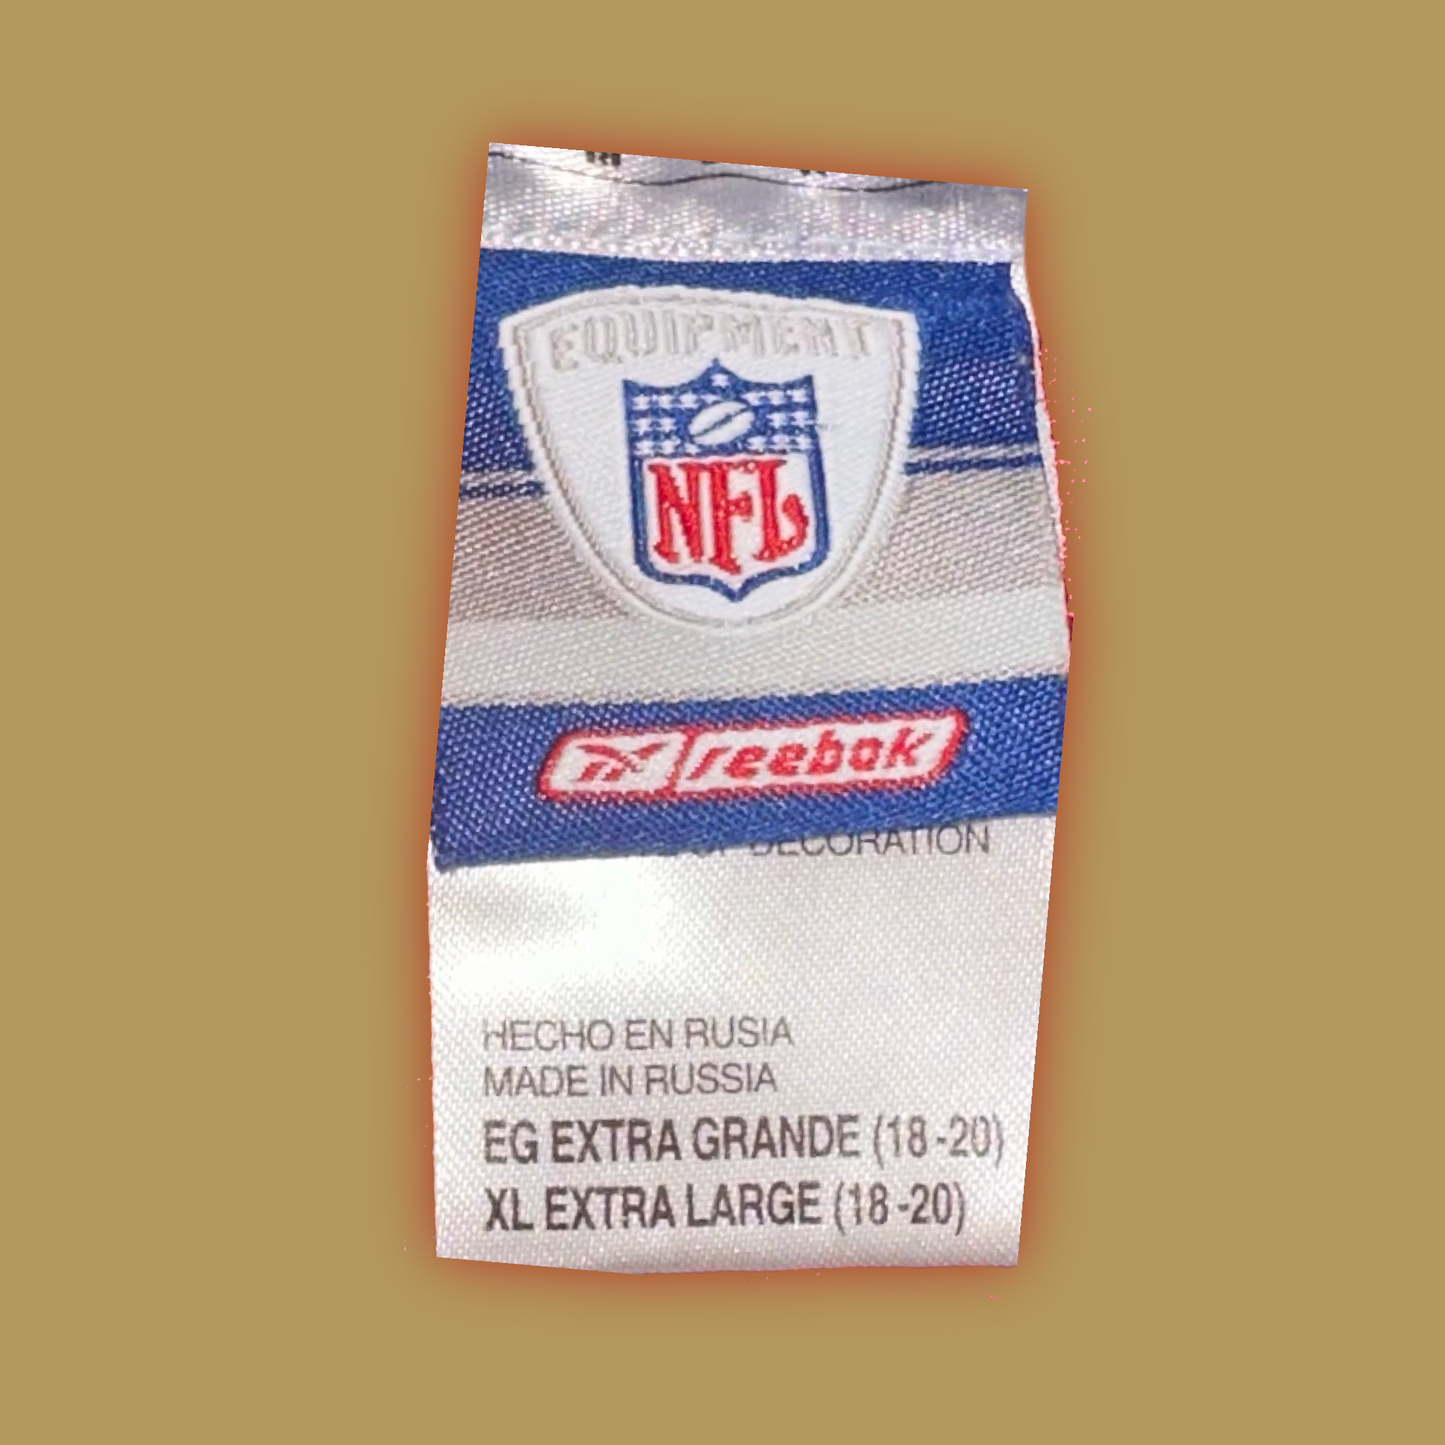 EQUIPMENT
NFL
reebok
DECORATION
HECHO EN RUSIA
MADE IN RUSSIA
EG EXTRA GRANDE (18-20)
XL EXTRA LARGE (18-20)